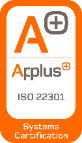 A+
Applus+
ISO 22301
Systems
Certification